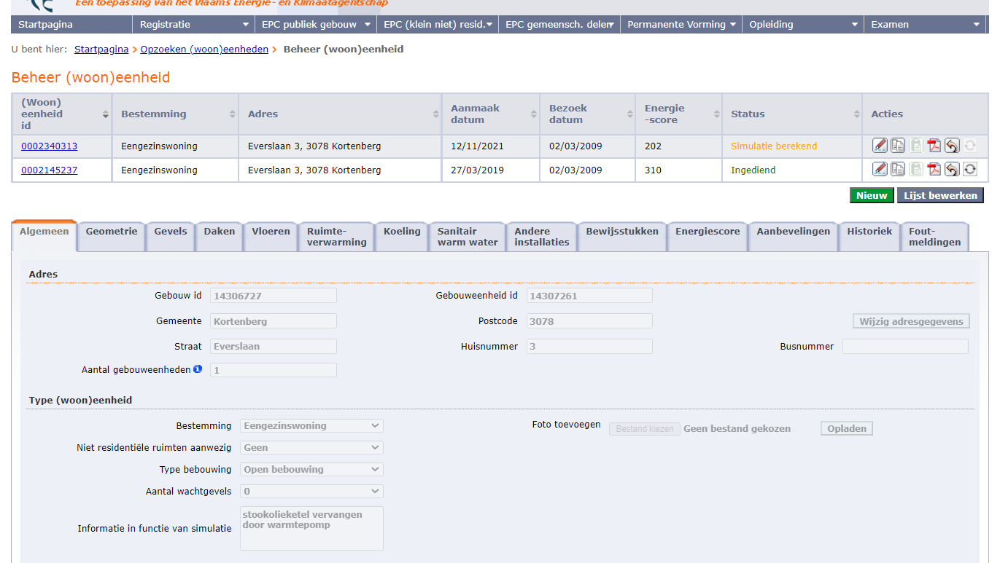 Een toepassing van het Vlaams Energie- en Klimaatagentschap
Startpagina Registratie EPC publiek gebouw EPC (klein niet) resid. EPC gemeensch. delen Permanente Vorming Opleiding Examen
U bent hier: Startpagina > Opzoeken (woon)eenheden > Beheer (woon)eenheid
Beheer (woon)eenheid
(Woon) eenheid id Bestemming Adres Aanmaak datum Bezoek datum Energie -score Status Acties
0002340313 Eengezinswoning Everslaan 3, 3078 Kortenberg 12/11/2021 02/03/2009 202 Simulatie berekend
0002145237 Eengezinswoning Everslaan 3, 3078 Kortenberg 27/03/2019 02/03/2009 310 Ingediend
Nieuw Lijst bewerken
Algemeen Geometrie Gevels Daken Vloeren Ruimte-verwarming Koeling Sanitair warm water Andere installaties Bewijsstukken Energiescore Aanbevelingen Historiek Fout-meldingen
Adres
Gebouw id 14306727 Gebouweenheid id 14307261
Gemeente Kortenberg Postcode 3078 Wijzig adresgegevens
Straat Everslaan Huisnummer 3 Busnummer
Aantal gebouweenheden 1
Type (woon)eenheid
Bestemming Eengezinswoning Foto toevoegen Bestand kiezen Geen bestand gekozen Opladen
Niet residentiële ruimten aanwezig Geen
Type bebouwing Open bebouwing
Aantal wachtgevels 0
Informatie in functie van simulatie stookolieketel vervangen
door warmtepomp